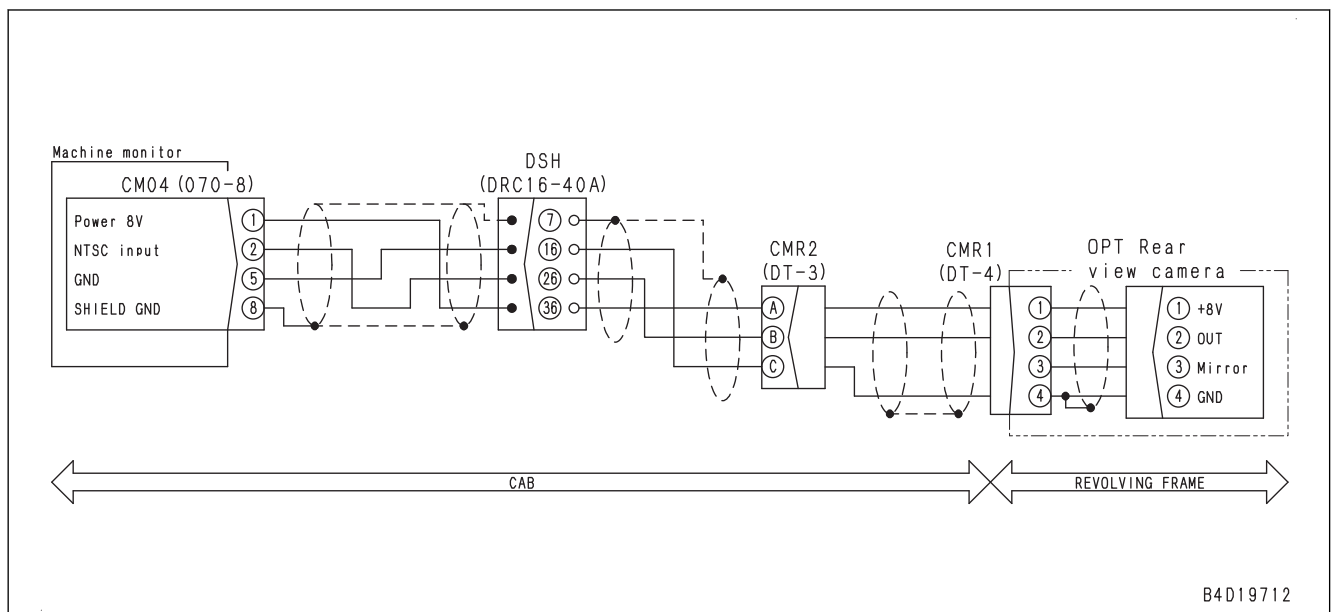 Machine monitor
CM04 (070-8)
Power 8V
NTSC input
GND
SHIELD GND
1
2
5
8
DSH
(DRC16-40A)
7
16
26
36
CMR2
(DT-3)
A
B
C
CMR1
(DT-4)
1
2
3
4
OPT Rear
view camera
1 +8V
2 OUT
3 Mirror
4 GND
CAB
REVOLVING FRAME
B4D19712